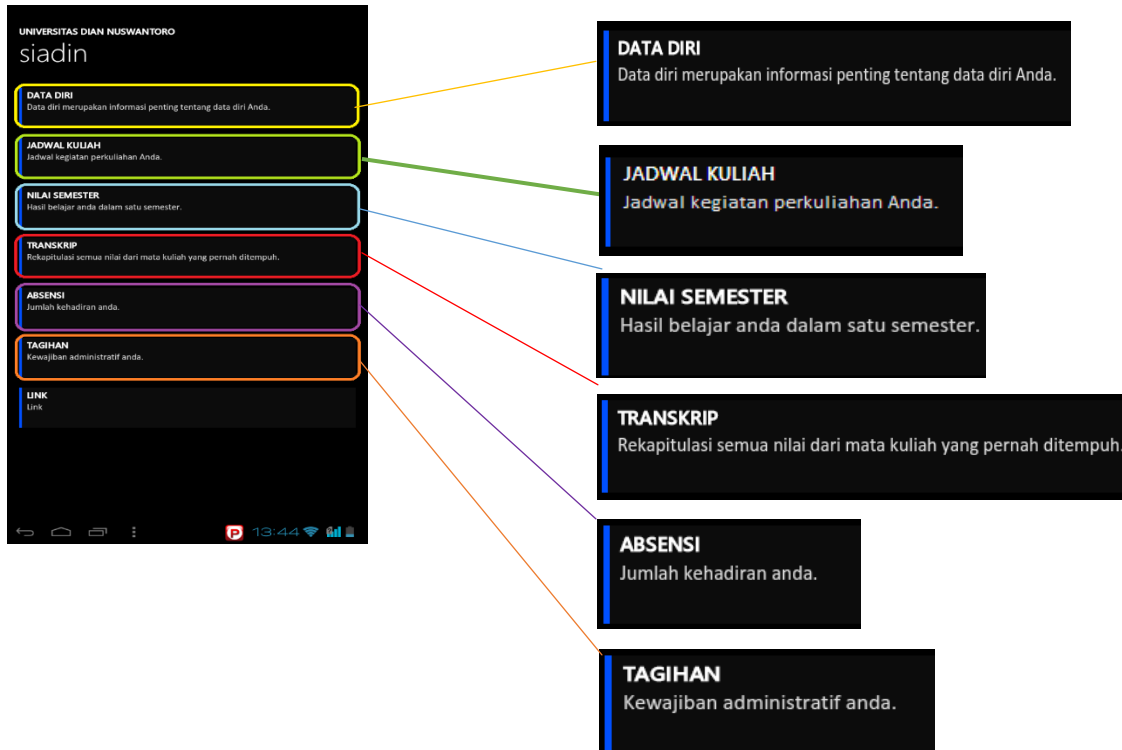 UNIVERSITAS DIAN NUSWANTORO
siadin
DATA DIRI
Data diri merupakan informasi penting tentang data diri Anda.
JADWAL KULIAH
Jadwal kegiatan perkuliahan Anda.
NILAI SEMESTER
Hasil belajar anda dalam satu semester.
TRANSKRIP
Rekapitulasi semua nilai dari mata kuliah yang pernah ditempuh.
ABSENSI
Jumlah kehadiran anda.
TAGIHAN
Kewajiban administratif anda.
LINK
Link
P 13:44
DATA DIRI
Data diri merupakan informasi penting tentang data diri Anda.
JADWAL KULIAH
Jadwal kegiatan perkuliahan Anda.
NILAI SEMESTER
Hasil belajar anda dalam satu semester.
TRANSKRIP
Rekapitulasi semua nilai dari mata kuliah yang pernah ditempuh.
ABSENSI
Jumlah kehadiran anda.
TAGIHAN
Kewajiban administratif anda.